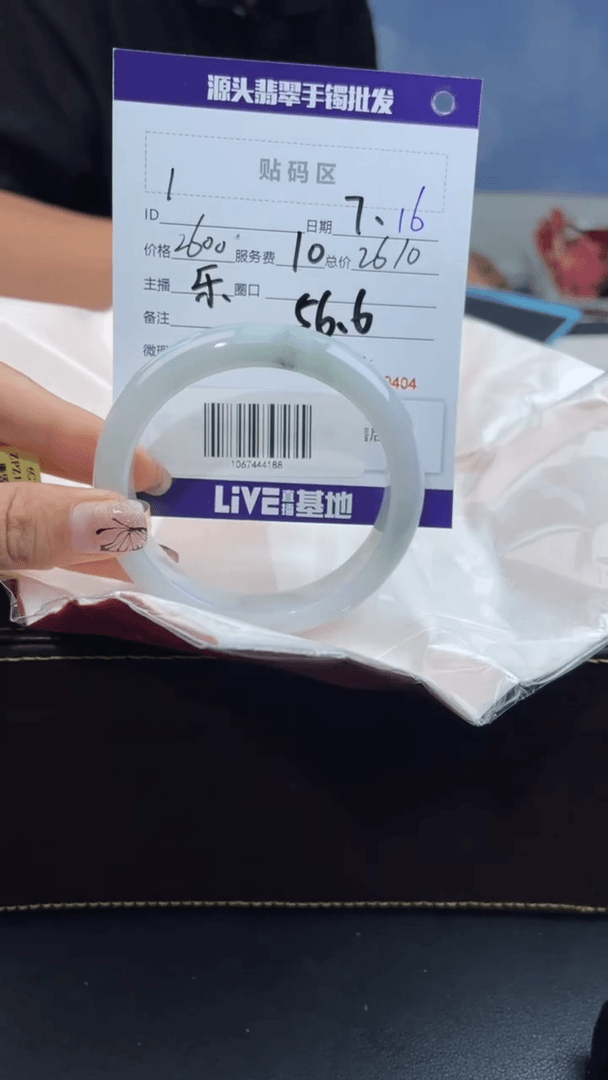 源头翡翠手镯批发
贴码区
ID 1 日期 7、16
价格 2600 服务费 10 总价 2610
主播 乐、 圈口 56.6
备注
0404
1067444188
LiVE直播基地